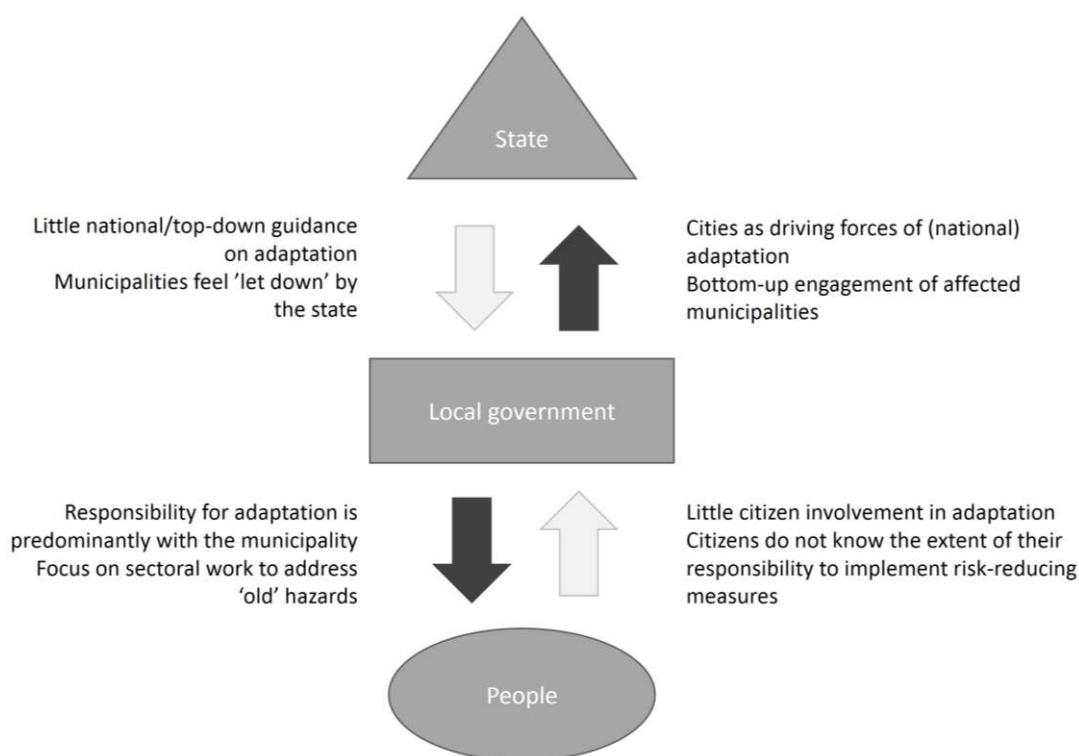 State
Little national/top-down guidance
on adaptation
Municipalities feel ’let down’ by
the state
Cities as driving forces of (national)
adaptation
Bottom-up engagement of affected
municipalities
Local government
Responsibility for adaptation is
predominantly with the municipality
Focus on sectoral work to address
‘old’ hazards
Little citizen involvement in adaptation
Citizens do not know the extent of their
responsibility to implement risk-reducing
measures
People